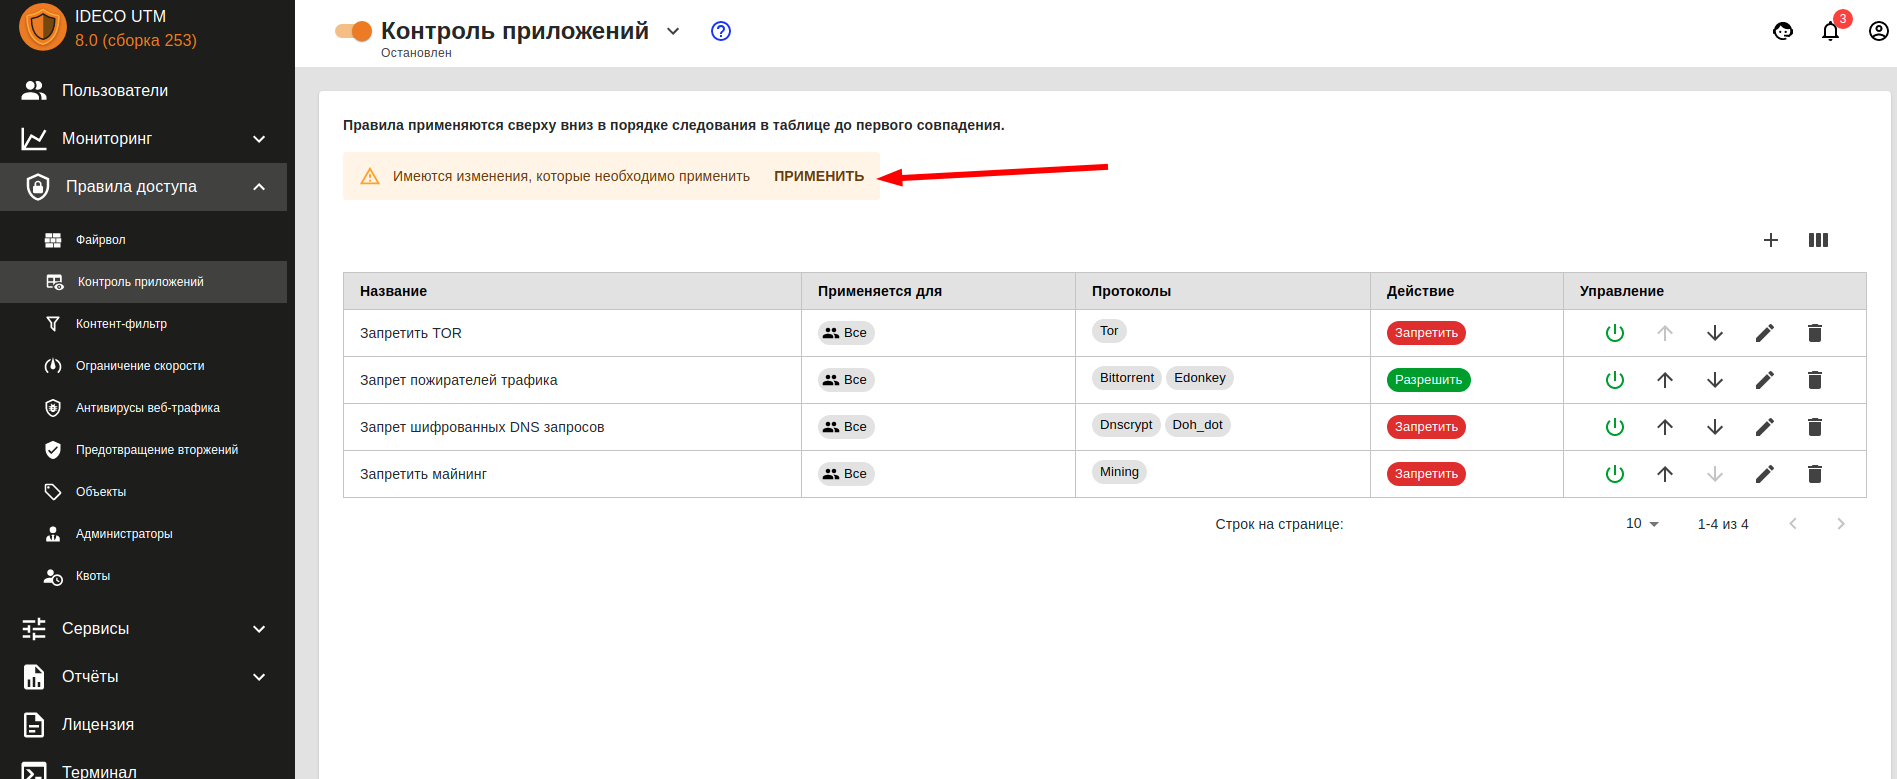 IDECO UTM
8.0 (сборка 253)
Пользователи
Мониторинг
Правила доступа
Файрвол
Контроль приложений
Контент-фильтр
Ограничение скорости
Антивирусы веб-трафика
Предотвращение вторжений
Объекты
Администраторы
Квоты
Сервисы
Отчёты
Лицензия
Терминал
Контроль приложений
Остановлен
3
Правила применяются сверху вниз в порядке следования в таблице до первого совпадения.
Имеются изменения, которые необходимо применить ПРИМЕНИТЬ
Название Применяется для Протоколы Действие Управление
Запретить TOR Все Tor Запретить
Запрет пожирателей трафика Все Bittorrent Edonkey Разрешить
Запрет шифрованных DNS запросов Все Dnscrypt Doh_dot Запретить
Запретить майнинг Все Mining Запретить
Строк на странице: 10 1-4 из 4